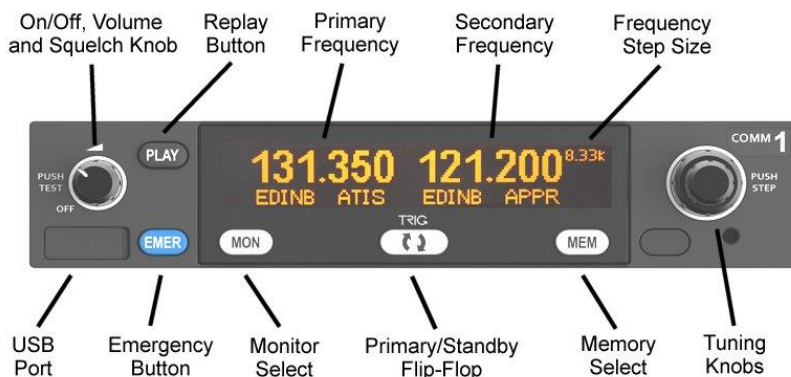 On/Off, Volume
and Squelch Knob
Replay
Button
Primary
Frequency
Secondary
Frequency
Frequency
Step Size
PUSH
TEST
OFF
PLAY
131.350
121.200
8.33k
EDINB ATIS
EDINB APPR
COMM 1
PUSH
STEP
EMER
MON
TRIG
MEM
USB
Port
Emergency
Button
Monitor
Select
Primary/Standby
Flip-Flop
Memory
Select
Tuning
Knobs